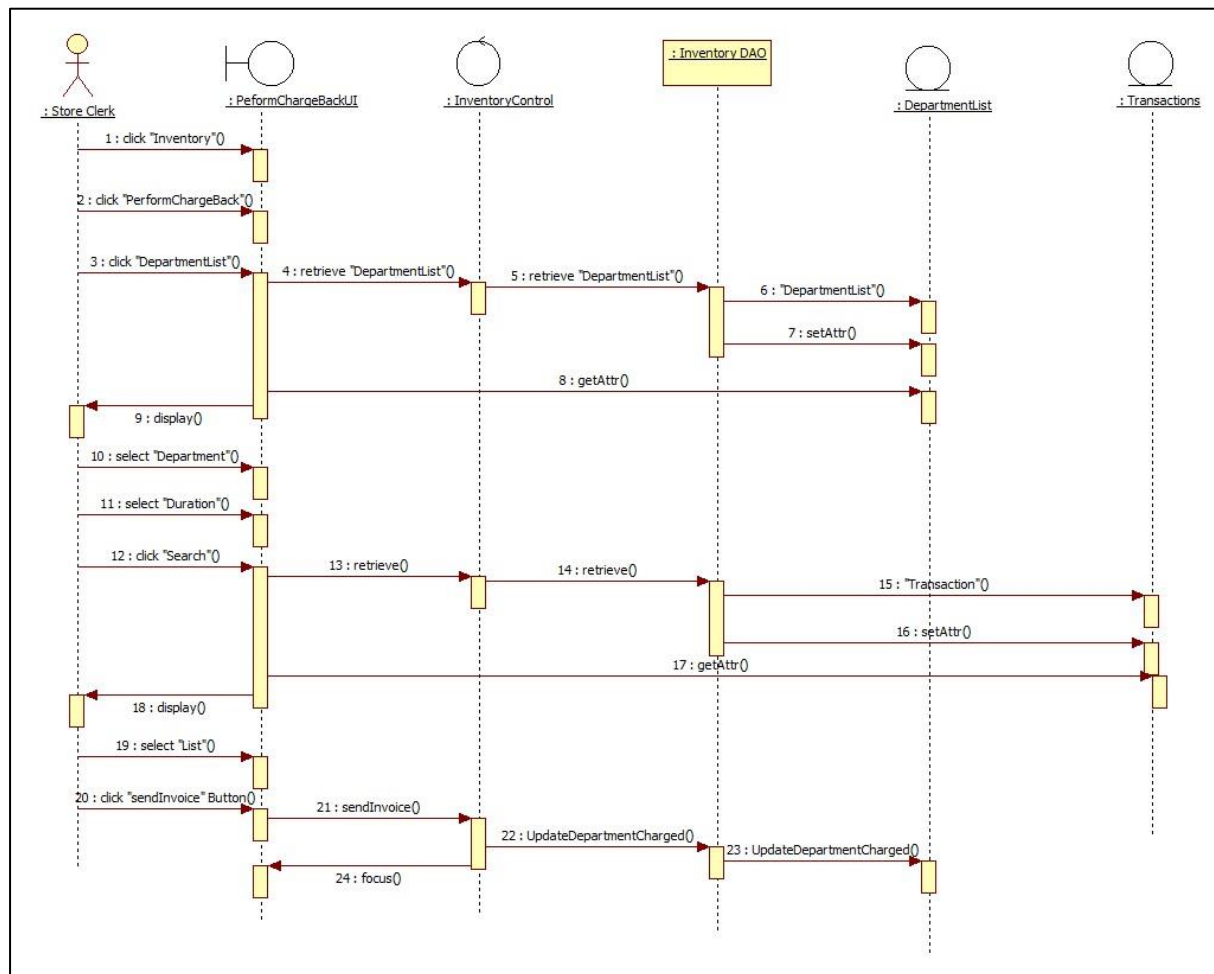 : Inventory DAO
: Store Clerk
: PeformChargeBackUI
: InventoryControl
: DepartmentList
: Transactions
1 : click "Inventory"()
2 : click "PerformChargeBack"()
3 : click "DepartmentList"()
4 : retrieve "DepartmentList"()
5 : retrieve "DepartmentList"()
6 : "DepartmentList"()
7 : setAttr()
8 : getAttr()
9 : display()
10 : select "Department"()
11 : select "Duration"()
12 : click "Search"()
13 : retrieve()
14 : retrieve()
15 : "Transaction"()
16 : setAttr()
17 : getAttr()
18 : display()
19 : select "List"()
20 : click "sendInvoice" Button()
21 : sendInvoice()
22 : UpdateDepartmentCharged()
23 : UpdateDepartmentCharged()
24 : focus()